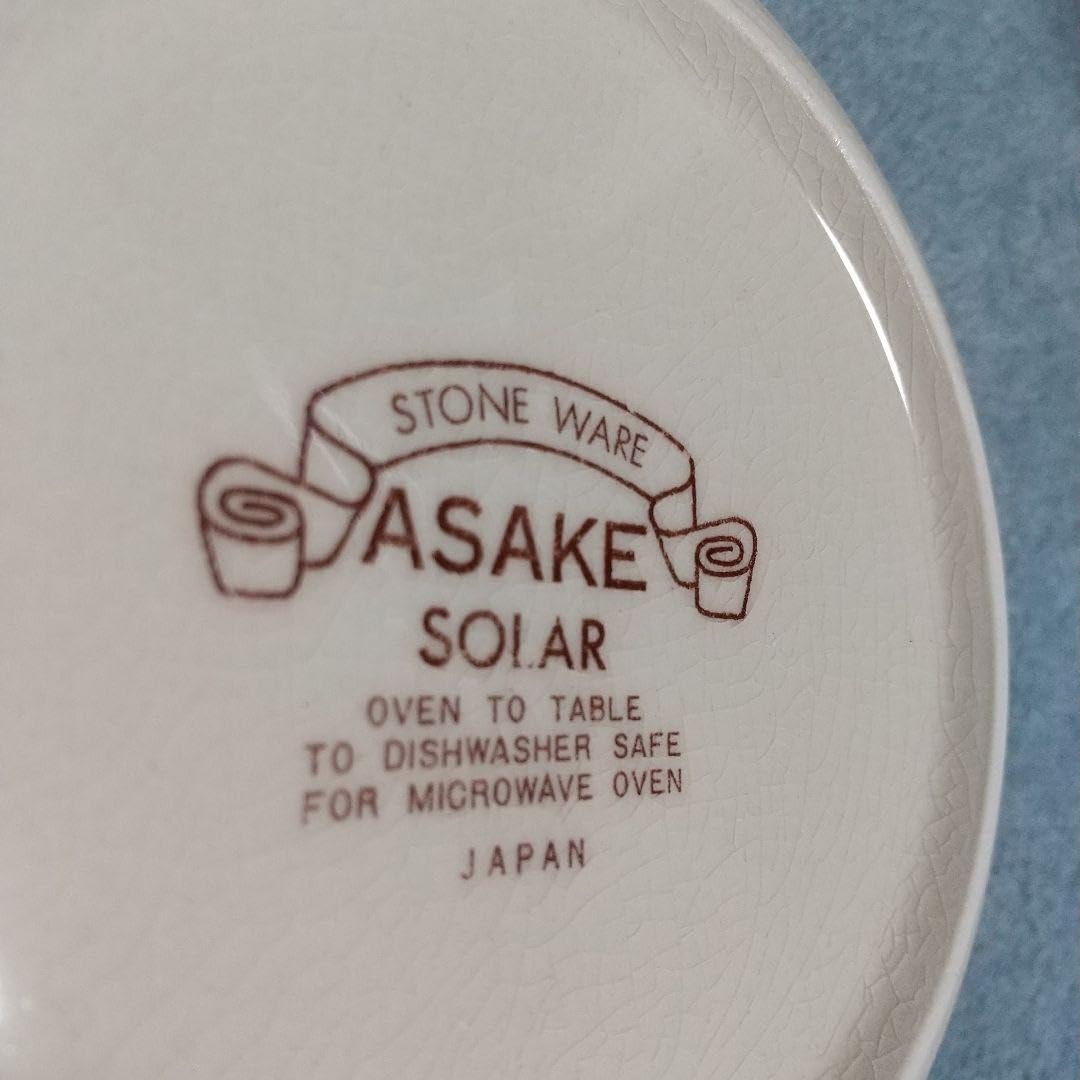 STONE WARE
ASAKE
SOLAR
OVEN TO TABLE
TO DISHWASHER SAFE
FOR MICROWAVE OVEN
JAPAN